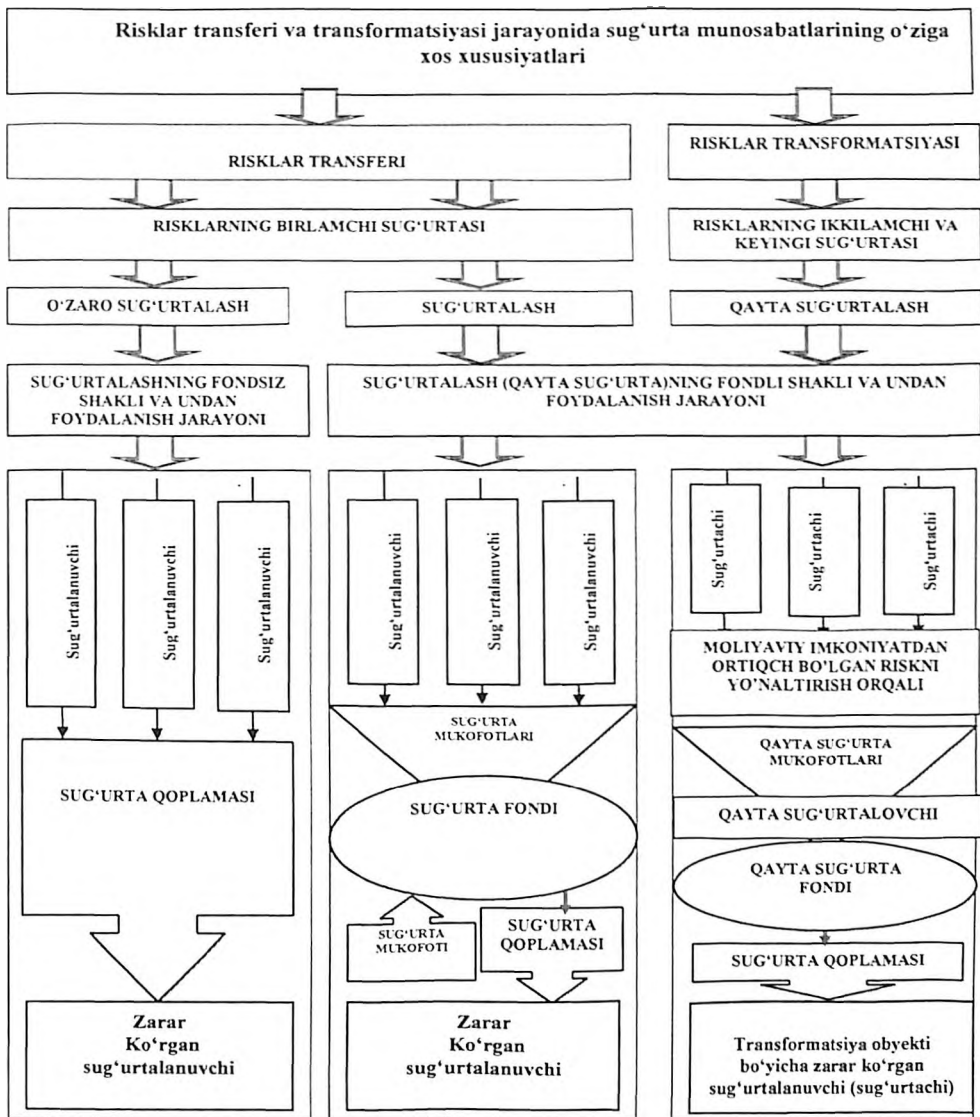 Risklar transferi va transformatsiyasi jarayonida sug‘urta munosabatlarining o‘ziga
xos xususiyatlari
RISKLAR TRANSFERI
RISKLAR TRANSFORMATSIYASI
RISKLARNING BIRLAMCHI SUG‘URTASI
RISKLARNING IKKILAMCHI VA
KEYINGI SUG‘URTASI
O‘ZARO SUG‘URTALASH
SUG‘URTALASH
QAYTA SUG‘URTALASH
SUG‘URTALASHNING FONDSIZ
SHAKLI VA UNDAN
FOYDALANISH JARAYONI
SUG‘URTALASH (QAYTA SUG‘URTA)NING FONDLI SHAKLI VA UNDAN
FOYDALANISH JARAYONI
Sug‘urtalanuvchi
Sug‘urtalanuvchi
Sug‘urtalanuvchi
SUG‘URTA QOPLAMASI
Zarar
Ko‘rgan
sug‘urtalanuvchi
Sug‘urtalanuvchi
Sug‘urtalanuvchi
Sug‘urtalanuvchi
SUG‘URTA
MUKOFOTLARI
SUG‘URTA FONDI
SUG‘URTA
MUKOFOTI
SUG‘URTA
QOPLAMASI
Zarar
Ko‘rgan
sug‘urtalanuvchi
Sug‘urtachi
Sug‘urtachi
Sug‘urtachi
MOLIYAVIY IMKONIYATDAN
ORTIQCH BO’LGAN RISKNI
YO’NALTIRISH ORQALI
QAYTA SUG‘URTA
MUKOFOTLARI
QAYTA SUG‘URTALOVCHI
QAYTA SUG‘URTA
FONDI
SUG‘URTA QOPLAMASI
Transformatsiya obyekti
bo‘yicha zarar ko‘rgan
sug‘urtalanuvchi (sug‘urtachi)